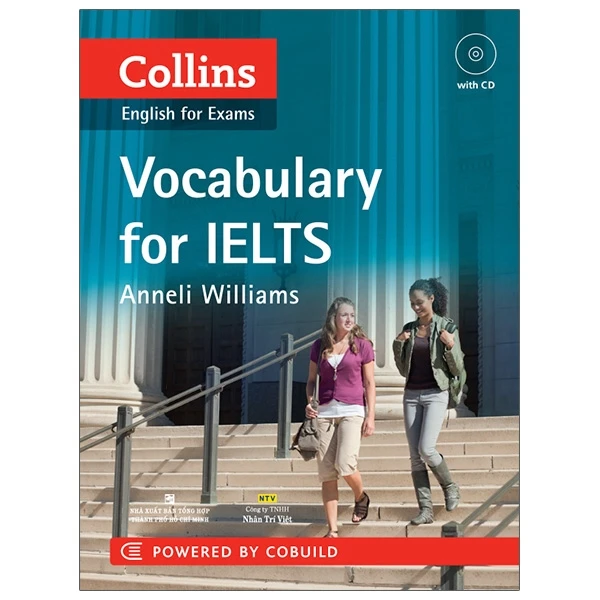 Collins
English for Exams
with CD
Vocabulary
for IELTS
Anneli Williams
NHÀ XUẤT BẢN TỔNG HỢP
THÀNH PHỐ HỒ CHÍ MINH
NTV
Công ty TNHH
Nhân Trí Việt
POWERED BY COBUILD